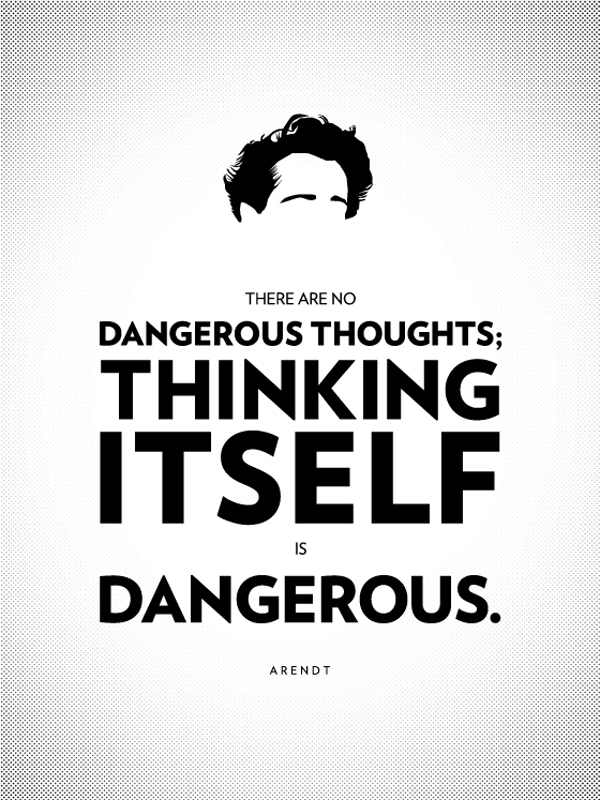 THERE ARE NO
DANGEROUS THOUGHTS;
THINKING
ITSELF
IS
DANGEROUS.
ARENDT